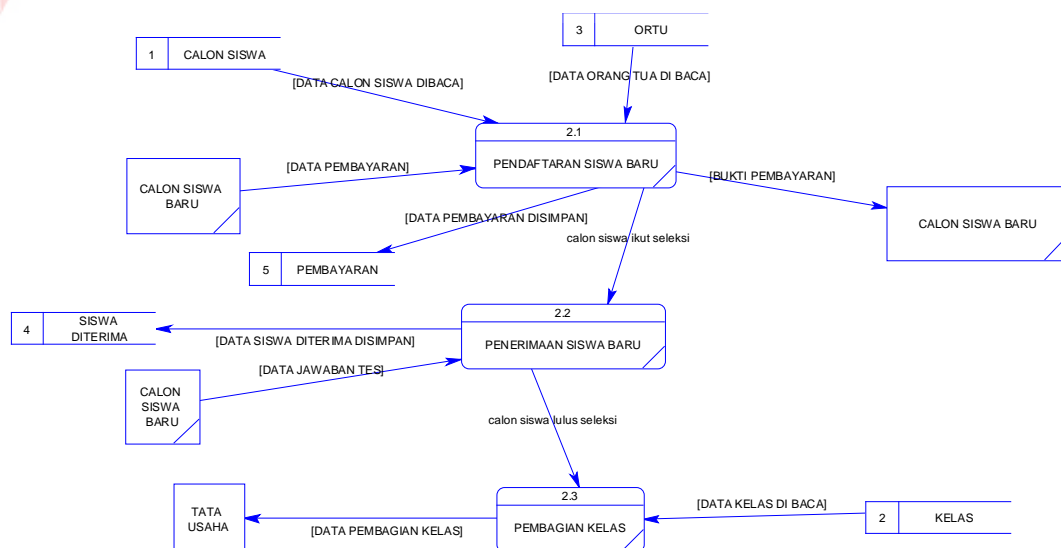 3 ORTU
1 CALON SISWA
[DATA ORANG TUA DI BACA]
[DATA CALON SISWA DIBACA]
2.1
PENDAFTARAN SISWA BARU
[DATA PEMBAYARAN]
[BUKTI PEMBAYARAN]
CALON SISWA
BARU
[DATA PEMBAYARAN DISIMPAN]
CALON SISWA BARU
calon siswa ikut seleksi
5 PEMBAYARAN
2.2
SISWA
4 DITERIMA
[DATA SISWA DITERIMA DISIMPAN]
PENERIMAAN SISWA BARU
[DATA JAWABAN TES]
CALON
SISWA
BARU
calon siswa lulus seleksi
2.3
[DATA KELAS DI BACA]
TATA
USAHA
[DATA PEMBAGIAN KELAS]
PEMBAGIAN KELAS
2 KELAS